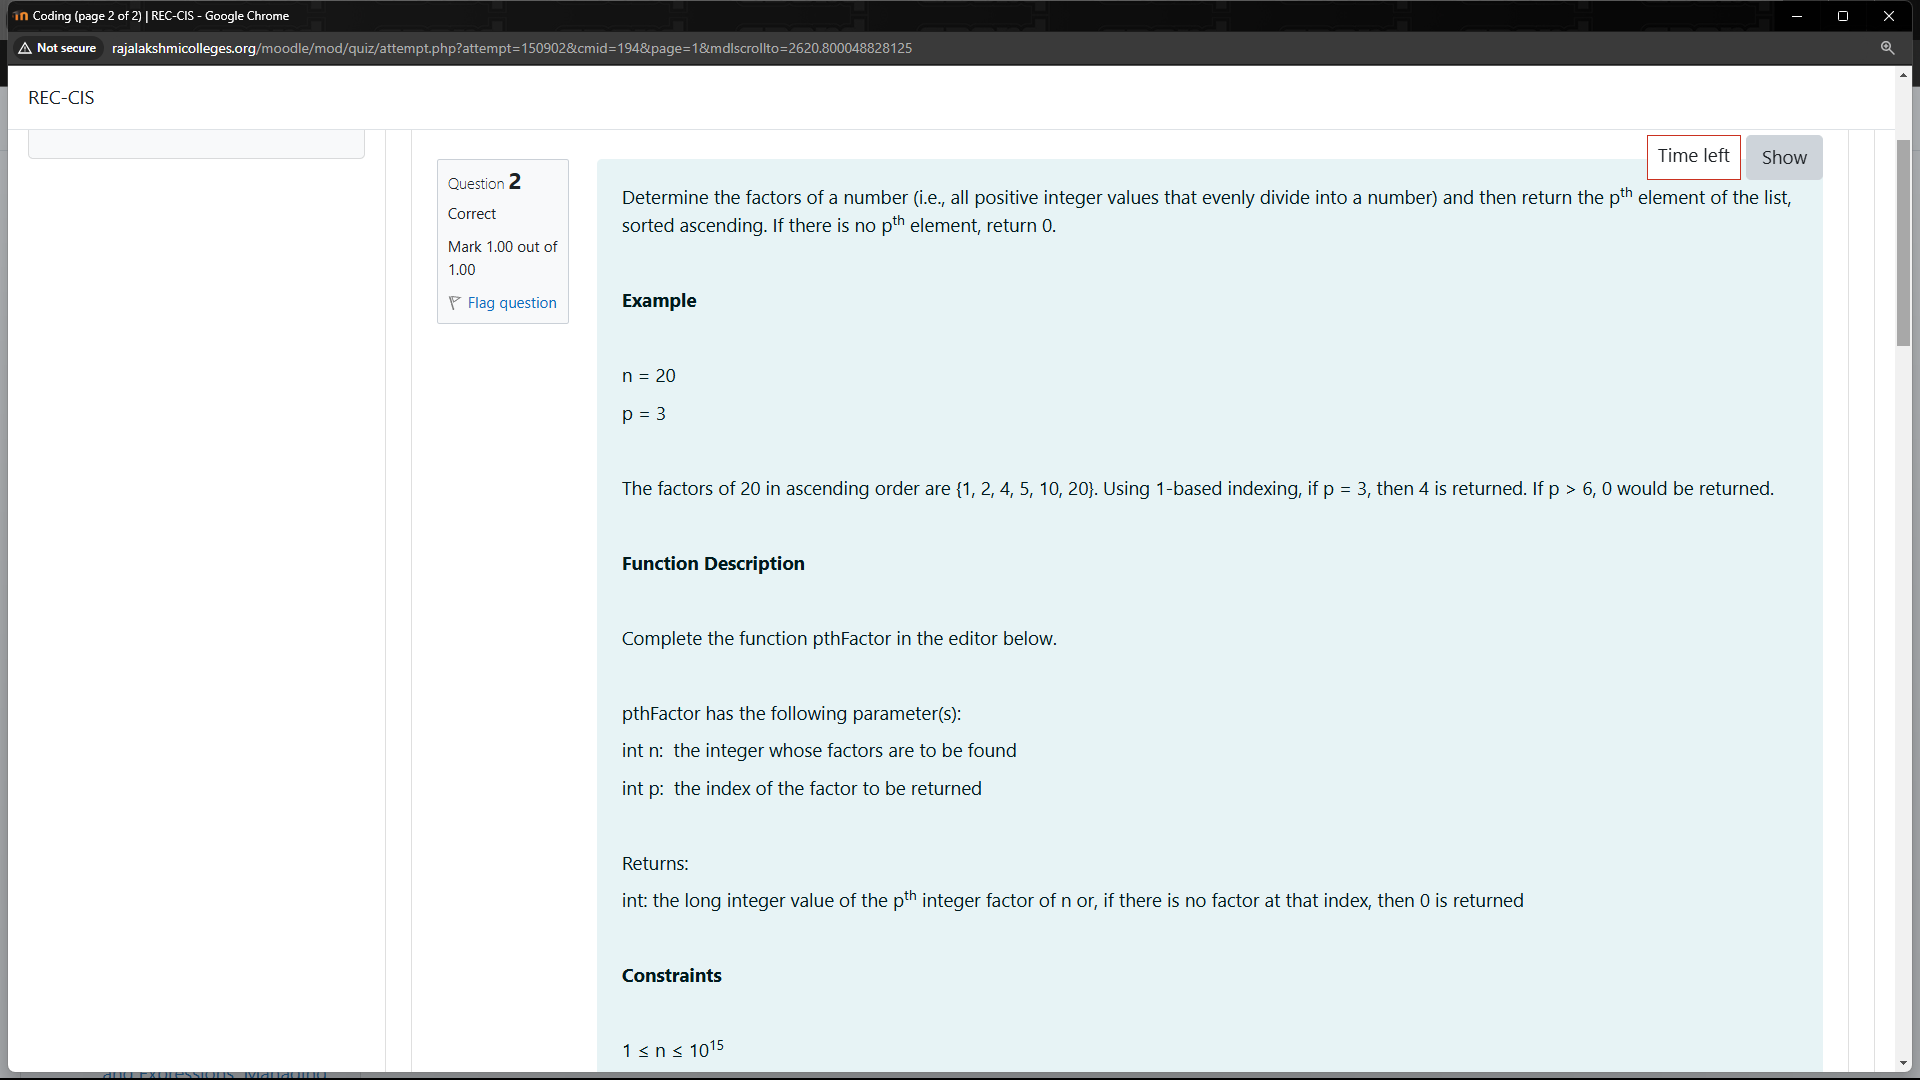 Coding (page 2 of 2) | REC-CIS - Google Chrome
Not secure rajalakshmicolleges.org/moodle/mod/quiz/attempt.php?attempt=150902&cmid=194&page=1&mdlscrollto=2620.800048828125
REC-CIS
Time left Show
Question 2
Correct
Mark 1.00 out of
1.00
Flag question
Determine the factors of a number (i.e., all positive integer values that evenly divide into a number) and then return the pth element of the list,
sorted ascending. If there is no pth element, return 0.
Example
n = 20
p = 3
The factors of 20 in ascending order are {1, 2, 4, 5, 10, 20}. Using 1-based indexing, if p = 3, then 4 is returned. If p > 6, 0 would be returned.
Function Description
Complete the function pthFactor in the editor below.
pthFactor has the following parameter(s):
int n:  the integer whose factors are to be found
int p:  the index of the factor to be returned
Returns:
int: the long integer value of the pth integer factor of n or, if there is no factor at that index, then 0 is returned
Constraints
1 ≤ n ≤ 10^15
and Expressions, Managing